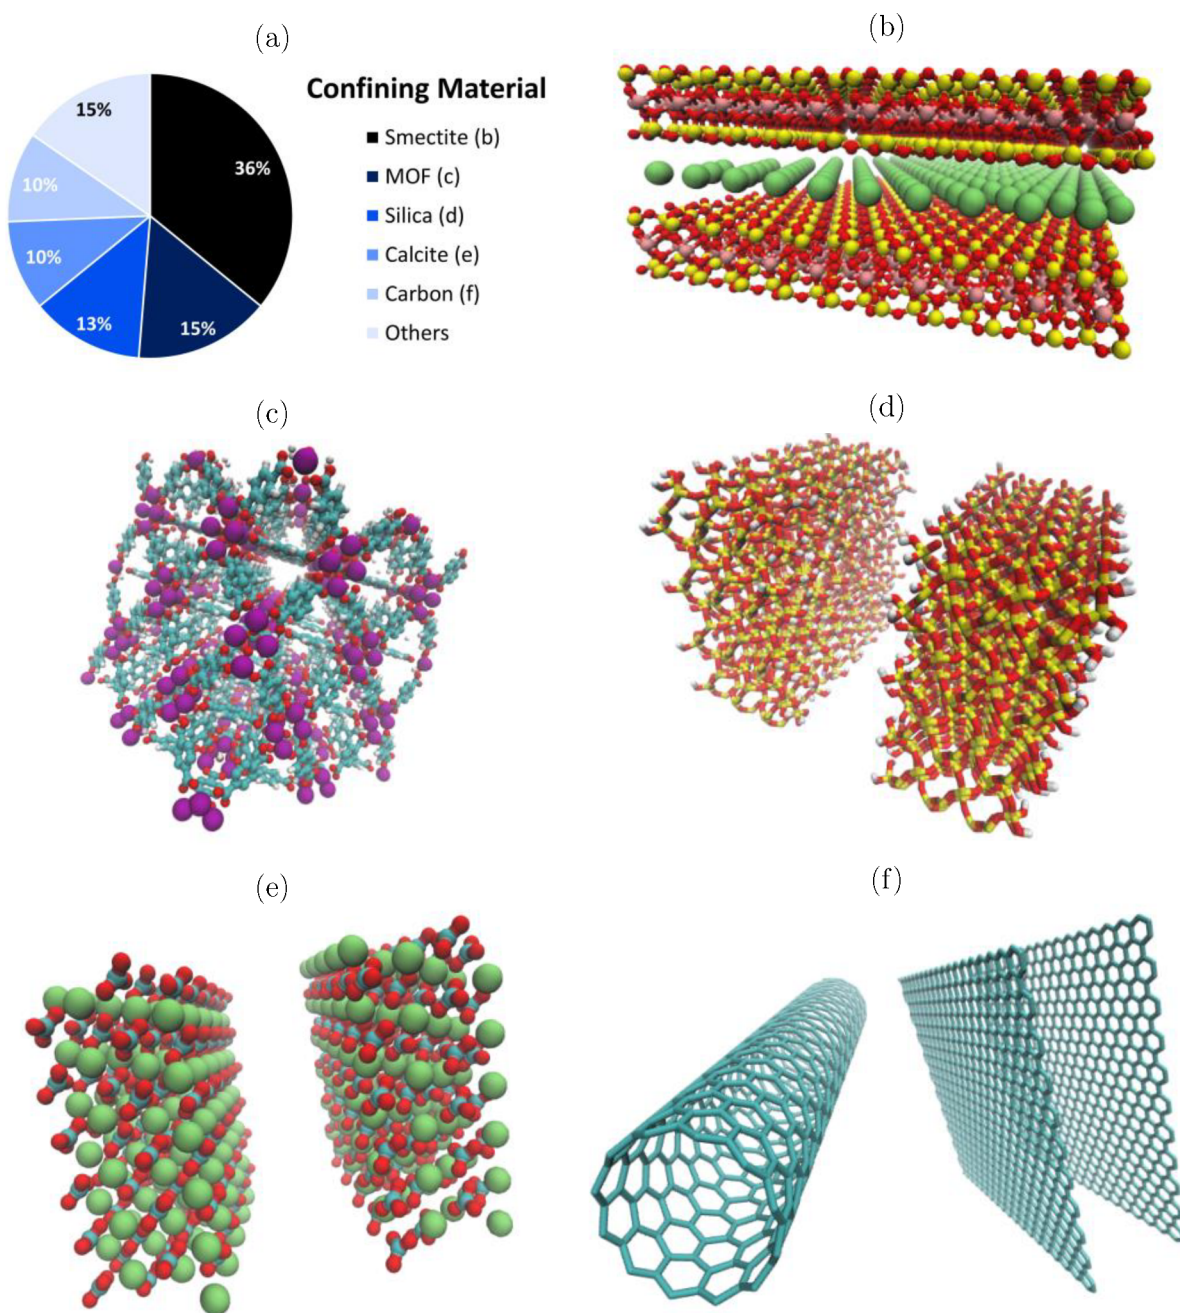 (a)
Confining Material
15%
36%
10%
10%
13%
15%
Smectite (b)
MOF (c)
Silica (d)
Calcite (e)
Carbon (f)
Others
(b)
(c)
(d)
(e)
(f)